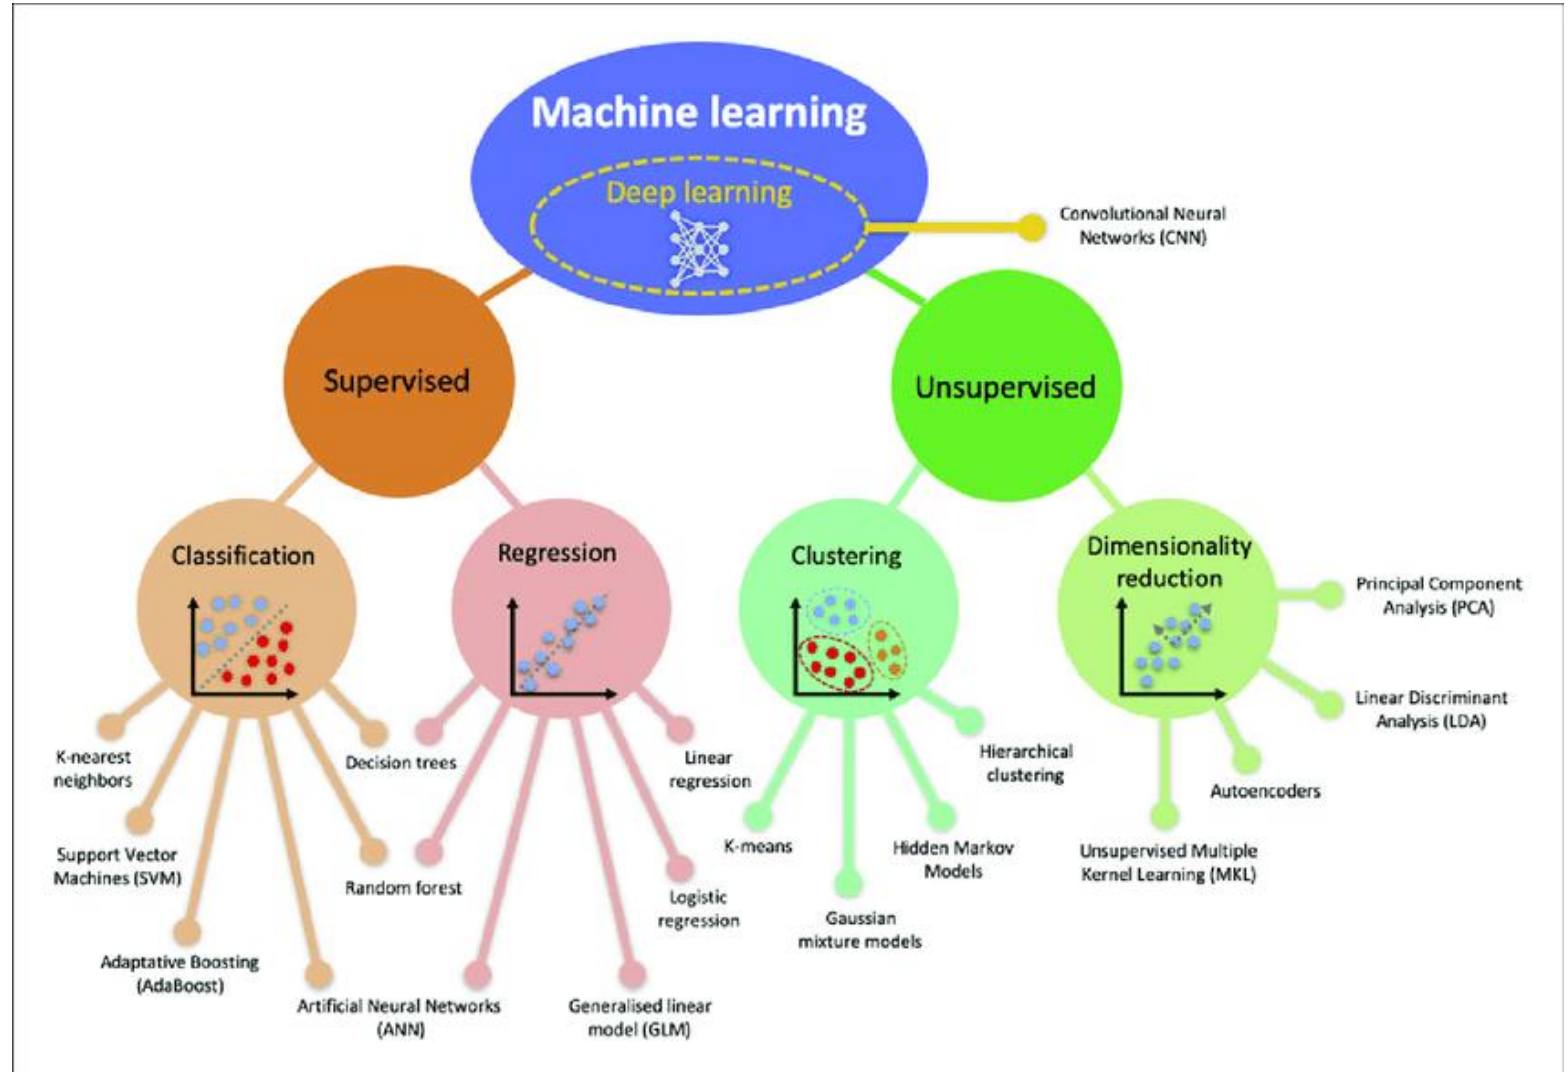 Machine learning
Deep learning
Convolutional Neural
Networks (CNN)
Supervised
Unsupervised
Classification
Regression
Clustering
Dimensionality
reduction
Principal Component
Analysis (PCA)
Linear Discriminant
Analysis (LDA)
Autoencoders
Unsupervised Multiple
Kernel Learning (MKL)
K-nearest
neighbors
Support Vector
Machines (SVM)
Adaptative Boosting
(AdaBoost)
Artificial Neural Networks
(ANN)
Decision trees
Random forest
Linear
regression
Logistic
regression
Generalised linear
model (GLM)
K-means
Gaussian
mixture models
Hidden Markov
Models
Hierarchical
clustering